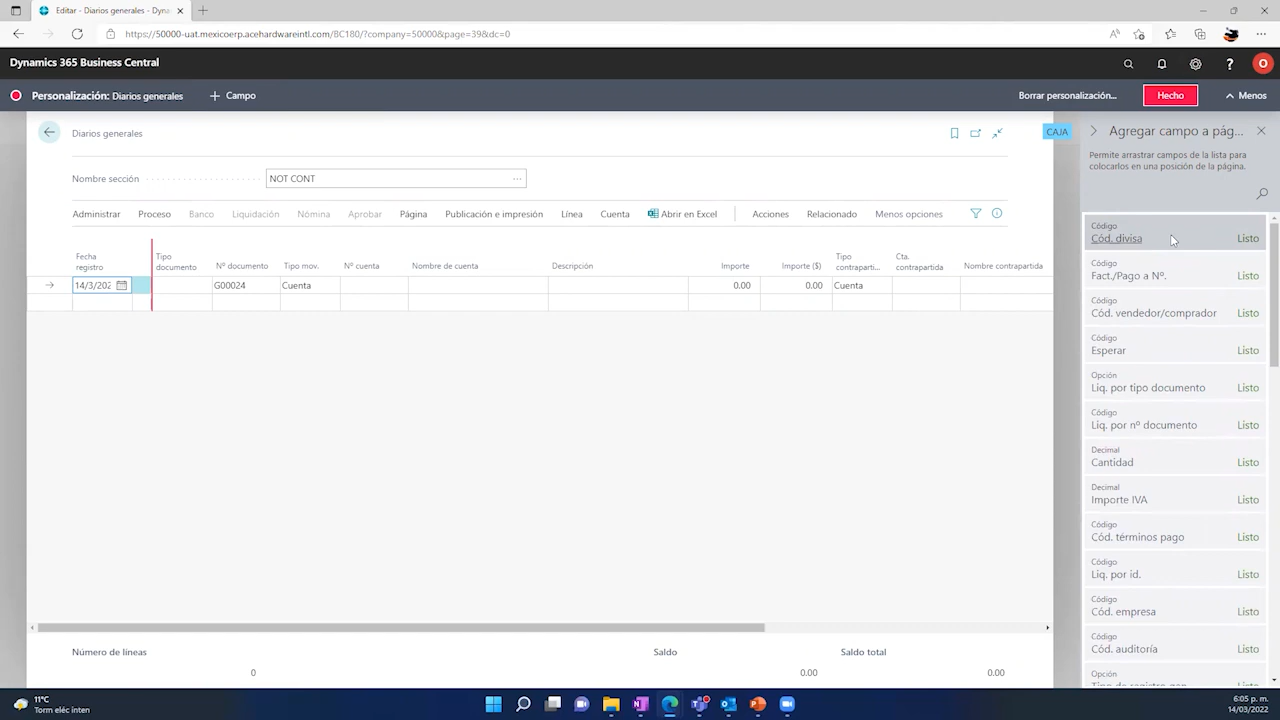 Editar - Diarios generales - Dyna
https://50000-uat.mexicoerp.acehardwareintl.com/BC180/?company=50000&page=39&dc=0
Dynamics 365 Business Central
O
Personalización: Diarios generales
+ Campo
Borrar personalización...
Hecho
Menos
Diarios generales
CAJA
Nombre sección
NOT CONT
Administrar Proceso Banco Liquidación Nómina Aprobar Página Publicación e impresión Línea Cuenta Abrir en Excel Acciones Relacionado Menos opciones
Fecha registro
Tipo documento
Nº documento
Tipo mov.
Nº cuenta
Nombre de cuenta
Descripción
Importe
Importe ($)
Tipo contraparti...
Cta. contrapartida
Nombre contrapartida
14/3/202 G00024 Cuenta 0.00 0.00 Cuenta
Número de líneas
Saldo
Saldo total
0
0.00
0.00
Agregar campo a pág...
Permite arrastrar campos de la lista para
colocarlos en una posición de la página.
Código
Cód. divisa Listo
Código
Fact./Pago a Nº. Listo
Código
Cód. vendedor/comprador Listo
Código
Esperar Listo
Opción
Liq. por tipo documento Listo
Código
Liq. por nº documento Listo
Decimal
Cantidad Listo
Decimal
Importe IVA Listo
Código
Cód. términos pago Listo
Código
Liq. por id. Listo
Código
Cód. empresa Listo
Código
Cód. auditoría Listo
Opción
11°C
Torm eléc inten
6:05 p. m.
14/03/2022